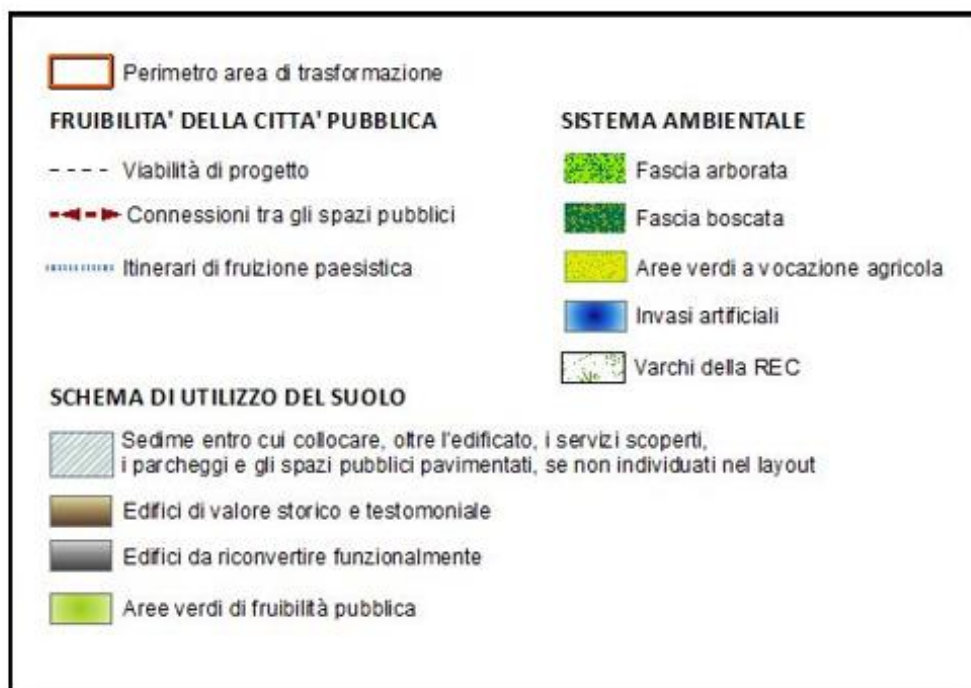 Perimetro area di trasformazione
FRUIBILITA' DELLA CITTA' PUBBLICA
Viabilità di progetto
Connessioni tra gli spazi pubblici
Itinerari di fruizione paesistica
SISTEMA AMBIENTALE
Fascia arborata
Fascia boscata
Aree verdi a vocazione agricola
Invasi artificiali
Varchi della REC
SCHEMA DI UTILIZZO DEL SUOLO
Sedime entro cui collocare, oltre l'edificato, i servizi scoperti,
i parcheggi e gli spazi pubblici pavimentati, se non individuati nel layout
Edifici di valore storico e testomoniale
Edifici da riconvertire funzionalmente
Aree verdi di fruibilità pubblica